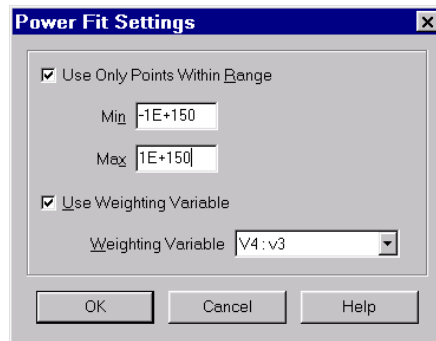 Power Fit Settings
Use Only Points Within Range
Min -1E+150
Max 1E+150
Use Weighting Variable
Weighting Variable V4 : v3
OK Cancel Help